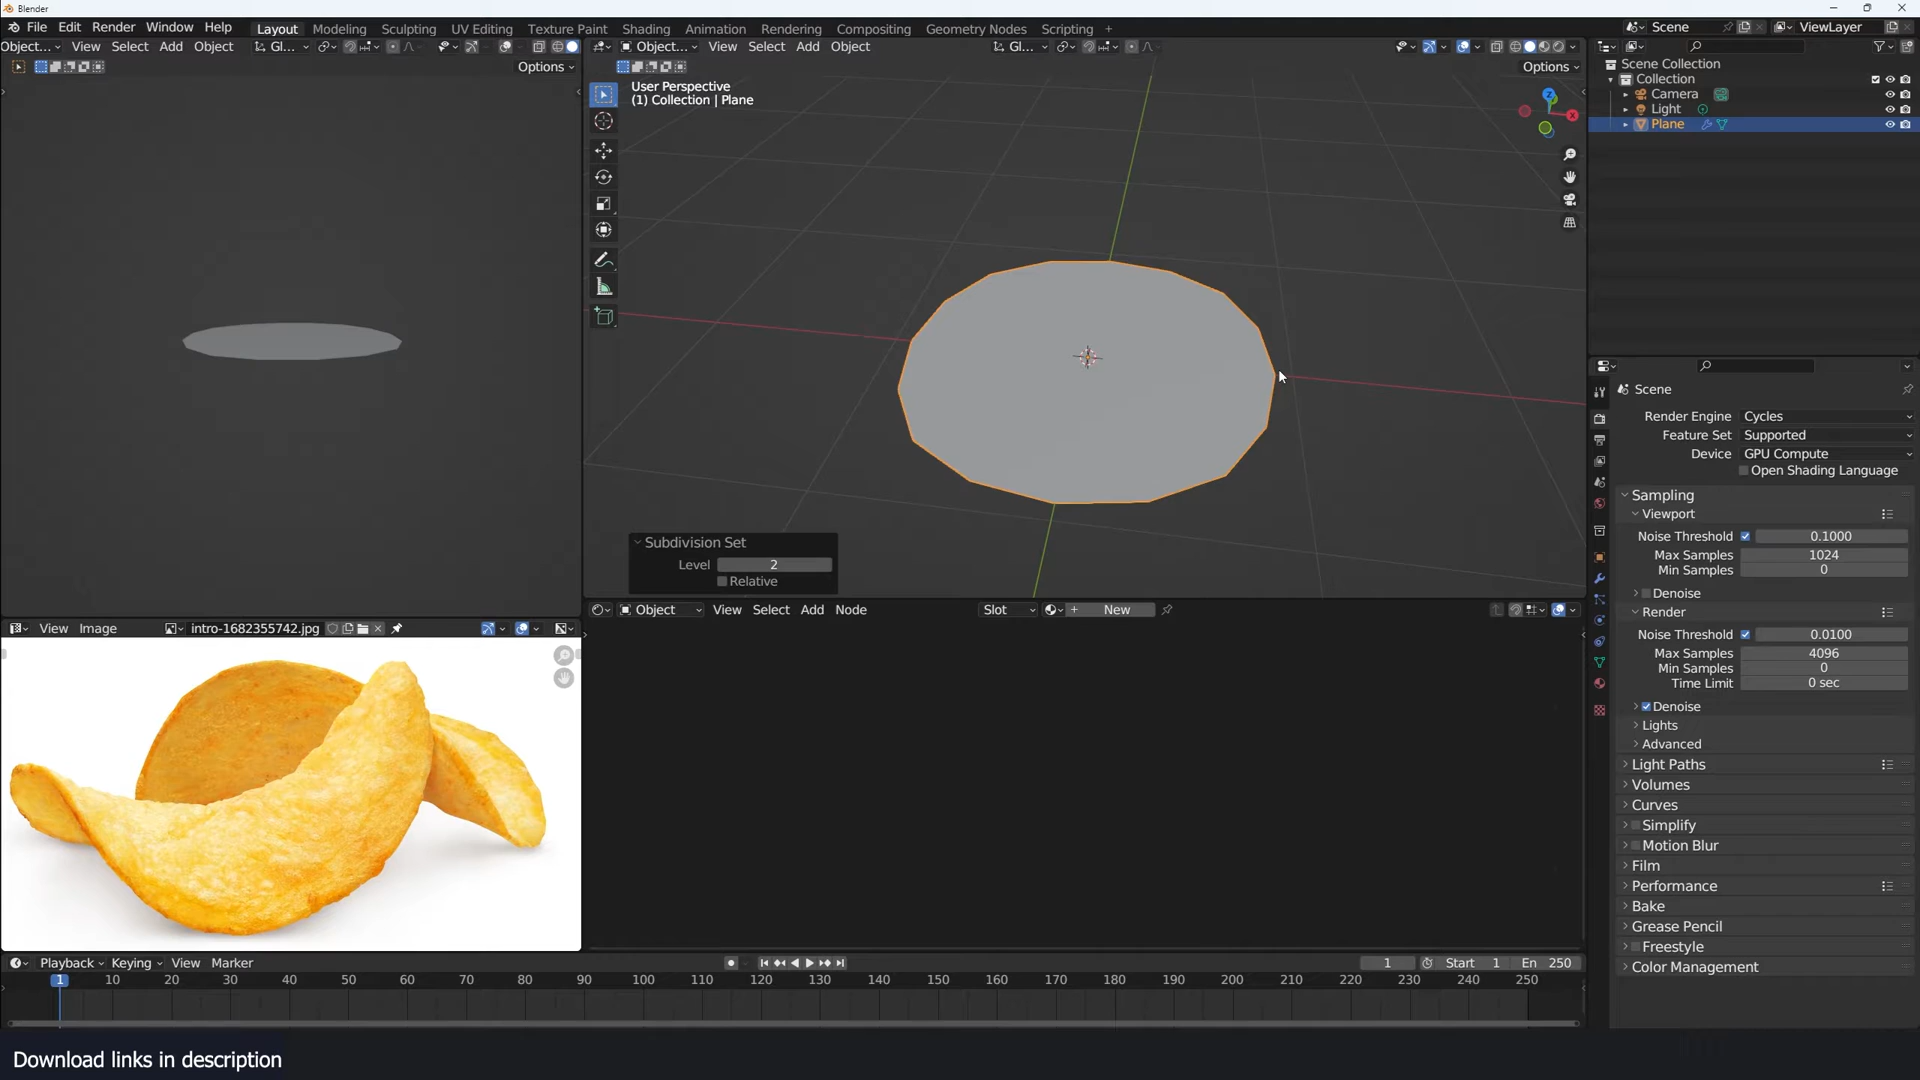 Blender
File Edit Render Window Help
Layout Modeling Sculpting UV Editing Texture Paint Shading Animation Rendering Compositing Geometry Nodes Scripting +
Scene
ViewLayer
Object... View Select Add Object Gl...
Options
Object... View Select Add Object Gl...
Options
User Perspective
(1) Collection | Plane
Subdivision Set
Level 2
Relative
Scene Collection
Collection
Camera
Light
Plane
Scene
Render Engine Cycles
Feature Set Supported
Device GPU Compute
Open Shading Language
Sampling
Viewport
Noise Threshold 0.1000
Max Samples 1024
Min Samples 0
Denoise
Render
Noise Threshold 0.0100
Max Samples 4096
Min Samples 0
Time Limit 0 sec
Denoise
Lights
Advanced
Light Paths
Volumes
Curves
Simplify
Motion Blur
Film
Performance
Bake
Grease Pencil
Freestyle
Color Management
Object View Select Add Node Slot + New
View Image intro-1682355742.jpg
Playback Keying View Marker 1 Start 1 En 250
1 10 20 30 40 50 60 70 80 90 100 110 120 130 140 150 160 170 180 190 200 210 220 230 240 250
Download links in description